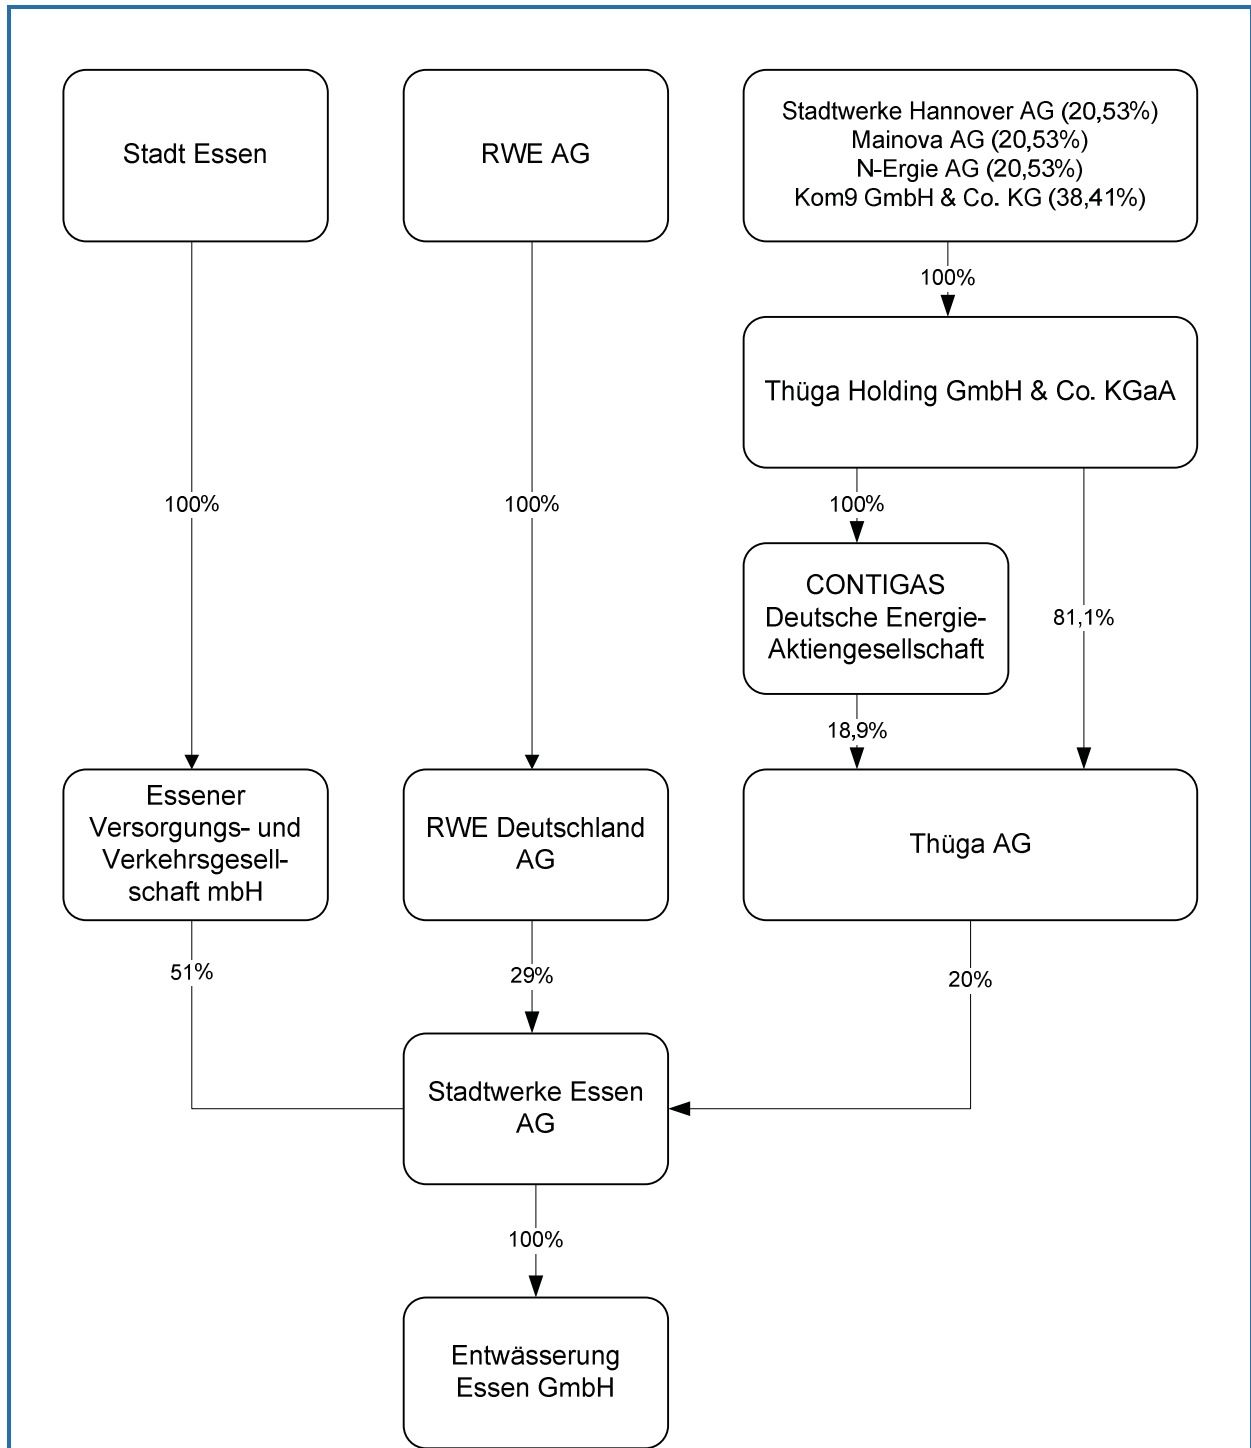 Stadt Essen
RWE AG
Stadtwerke Hannover AG (20,53%)
Mainova AG (20,53%)
N-Ergie AG (20,53%)
Kom9 GmbH & Co. KG (38,41%)
100%
Thüga Holding GmbH & Co. KGaA
100%
100%
100%
CONTIGAS
Deutsche Energie-
Aktiengesellschaft
81,1%
18,9%
Essener
Versorgungs- und
Verkehrsgesell-
schaft mbH
RWE Deutschland
AG
Thüga AG
51%
29%
20%
Stadtwerke Essen
AG
100%
Entwässerung
Essen GmbH